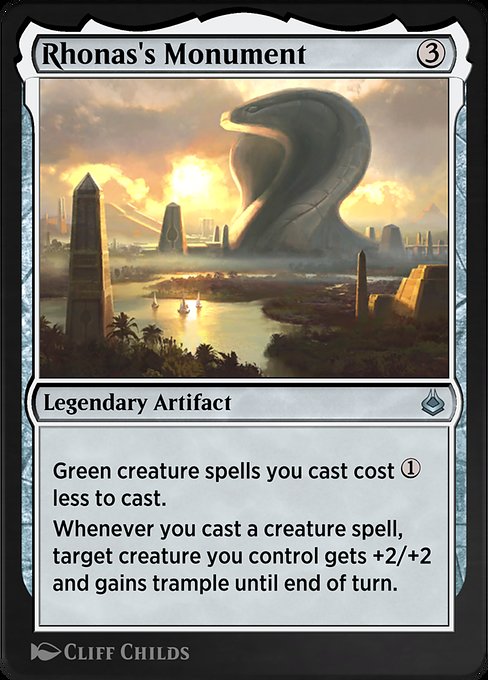 Rhonas's Monument 3
Legendary Artifact
Green creature spells you cast cost 1
less to cast.
Whenever you cast a creature spell,
target creature you control gets +2/+2
and gains trample until end of turn.
CLIFF CHILDS